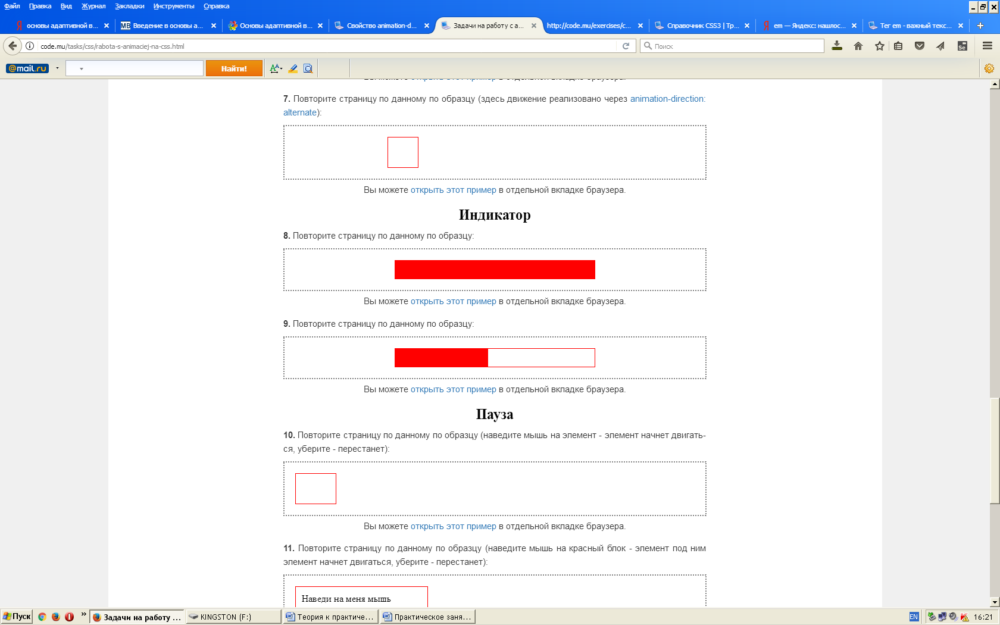 Файл Правка Вид Журнал Закладки Инструменты Справка
основы адаптивной в...
Введение в основы а...
Основы адаптивной в...
Свойство animation-d...
Задачи на работу с а...
http://code.mu/exercises/c...
Справочник CSS3 | Тр...
em — Яндекс: нашлос...
Тег em - важный текс...
code.mu/tasks/css/rabota-s-animaciej-na-css.html
Поиск
@mail.ru
Найти!
7. Повторите страницу по данному по образцу (здесь движение реализовано через animation-direction:
alternate):
Вы можете открыть этот пример в отдельной вкладке браузера.
Индикатор
8. Повторите страницу по данному по образцу:
Вы можете открыть этот пример в отдельной вкладке браузера.
9. Повторите страницу по данному по образцу:
Вы можете открыть этот пример в отдельной вкладке браузера.
Пауза
10. Повторите страницу по данному по образцу (наведите мышь на элемент - элемент начнет двигать-
ся, уберите - перестанет):
Вы можете открыть этот пример в отдельной вкладке браузера.
11. Повторите страницу по данному по образцу (наведите мышь на красный блок - элемент под ним
элемент начнет двигаться, уберите - перестанет):
Наведи на меня мышь
Пуск
Задачи на работу ...
KINGSTON (F:)
Теория к практиче...
Практическое заня...
EN
16:21